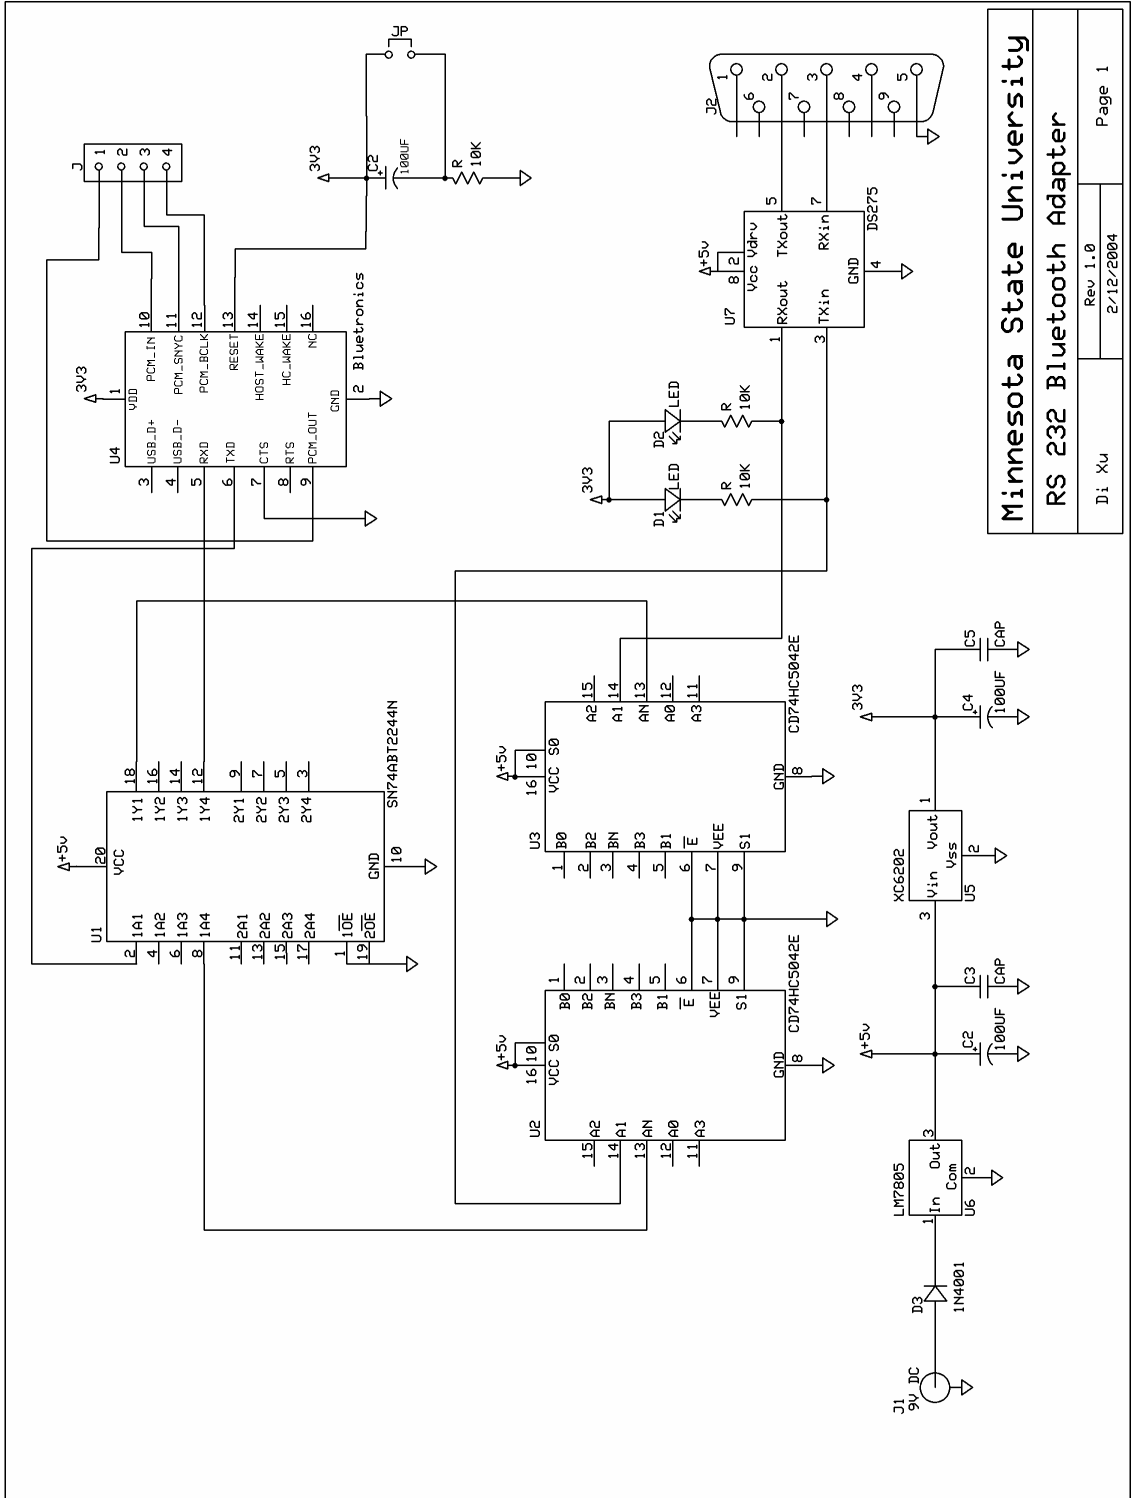 Minnesota State University
RS 232 Bluetooth Adapter
Di Xu
Rev 1.0
2/12/2004
Page 1
J1
9V DC
D3
1N4001
LM7805
1 In
Out 3
Com
2
U6
+5v
C2
100UF
C3
CAP
XC6202
3 Vin
Vout 1
Vss
2
U5
3V3
C4
100UF
C5
CAP
U2
CD74HC5042E
+5v
16 10
VCC S0
15 A2
14 A1
13 AN
12 A0
11 A3
B0 1
B2 2
BN 3
B3 4
B1 5
E 6
VEE 7
S1 9
GND
8
U3
CD74HC5042E
+5v
16 10
VCC S0
1 B0
2 B2
3 BN
4 B3
5 B1
6 E
7 VEE
9 S1
A2 15
A1 14
AN 13
A0 12
A3 11
GND
8
U1
SN74ABT2244N
+5v
20
VCC
2 1A1
4 1A2
6 1A3
8 1A4
11 2A1
13 2A2
15 2A3
17 2A4
1 1OE
19 2OE
1Y1 18
1Y2 16
1Y3 14
1Y4 12
2Y1 9
2Y2 7
2Y3 5
2Y4 3
GND
10
U4
Bluetronics
3V3
1
VDD
3 USB_D+
4 USB_D-
5 RXD
6 TXD
7 CTS
8 RTS
9 PCM_OUT
PCM_IN 10
PCM_SNYC 11
PCM_BCLK 12
RESET 13
HOST_WAKE 14
HC_WAKE 15
NC 16
GND
2
J
1
2
3
4
JP
3V3
C2
100UF
R
10K
3V3
D1
LED
R
10K
D2
LED
R
10K
U7
DS275
+5v
8 2
Vcc Vdrv
1 RXout
3 TXin
TXout 5
RXin 7
GND
4
J2
1
2
3
4
5
6
7
8
9